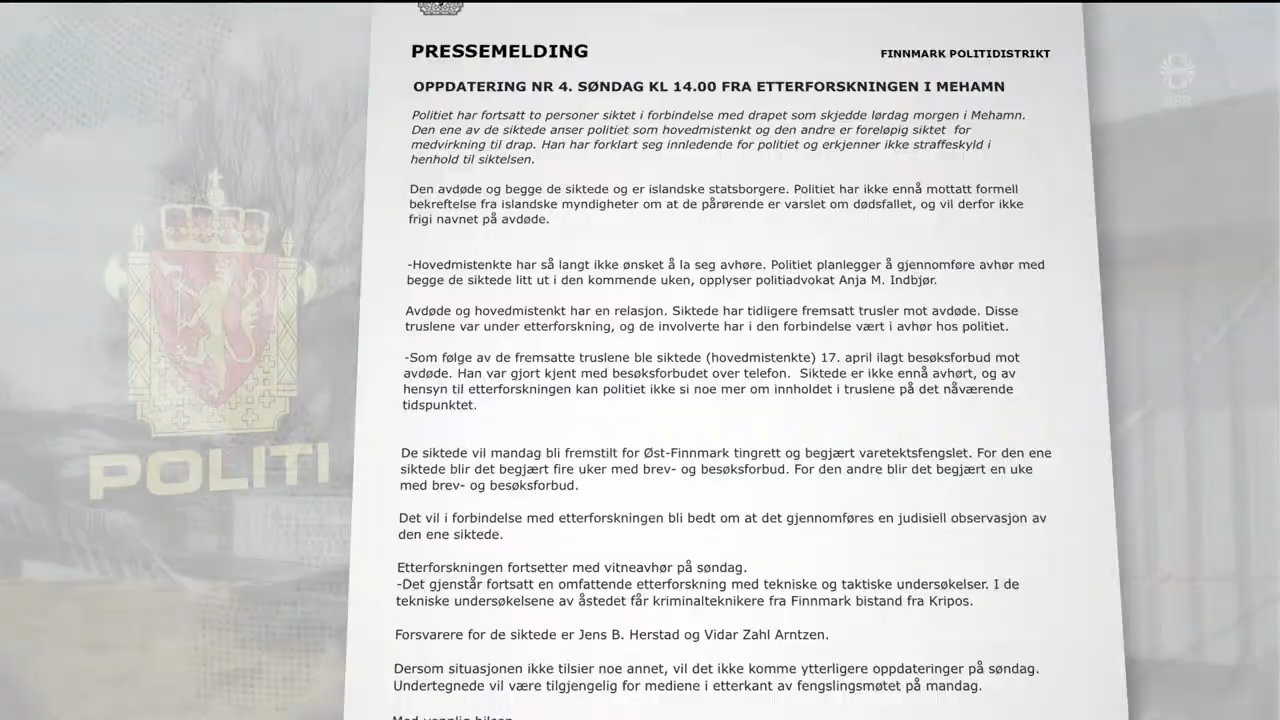 PRESSEMELDING
FINNMARK POLITIDISTRIKT
OPPDATERING NR 4. SØNDAG KL 14.00 FRA ETTERFORSKNINGEN I MEHAMN
Politiet har fortsatt to personer siktet i forbindelse med drapet som skjedde lørdag morgen i Mehamn.
Den ene av de siktede anser politiet som hovedmistenkt og den andre er foreløpig siktet for
medvirkning til drap. Han har forklart seg innledende for politiet og erkjenner ikke straffeskyld i
henhold til siktelsen.
Den avdøde og begge de siktede og er islandske statsborgere. Politiet har ikke ennå mottatt formell
bekreftelse fra islandske myndigheter om at de pårørende er varslet om dødsfallet, og vil derfor ikke
frigi navnet på avdøde.
-Hovedmistenkte har så langt ikke ønsket å la seg avhøre. Politiet planlegger å gjennomføre avhør med
begge de siktede litt ut i den kommende uken, opplyser politiadvokat Anja M. Indbjør.
Avdøde og hovedmistenkt har en relasjon. Siktede har tidligere fremsatt trusler mot avdøde. Disse
truslene var under etterforskning, og de involverte har i den forbindelse vært i avhør hos politiet.
-Som følge av de fremsatte truslene ble siktede (hovedmistenkte) 17. april ilagt besøksforbud mot
avdøde. Han var gjort kjent med besøksforbudet over telefon. Siktede er ikke ennå avhørt, og av
hensyn til etterforskningen kan politiet ikke si noe mer om innholdet i truslene på det nåværende
tidspunktet.
De siktede vil mandag bli fremstilt for Øst-Finnmark tingrett og begjært varetektsfengslet. For den ene
siktede blir det begjært fire uker med brev- og besøksforbud. For den andre blir det begjært en uke
med brev- og besøksforbud.
Det vil i forbindelse med etterforskningen bli bedt om at det gjennomføres en judisiell observasjon av
den ene siktede.
Etterforskningen fortsetter med vitneavhør på søndag.
-Det gjenstår fortsatt en omfattende etterforskning med tekniske og taktiske undersøkelser. I de
tekniske undersøkelsene av åstedet får kriminalteknikere fra Finnmark bistand fra Kripos.
Forsvarere for de siktede er Jens B. Herstad og Vidar Zahl Arntzen.
Dersom situasjonen ikke tilsier noe annet, vil det ikke komme ytterligere oppdateringer på søndag.
Undertegnede vil være tilgjengelig for mediene i etterkant av fengslingsmøtet på mandag.
Med vennlig hilsen
POLITI